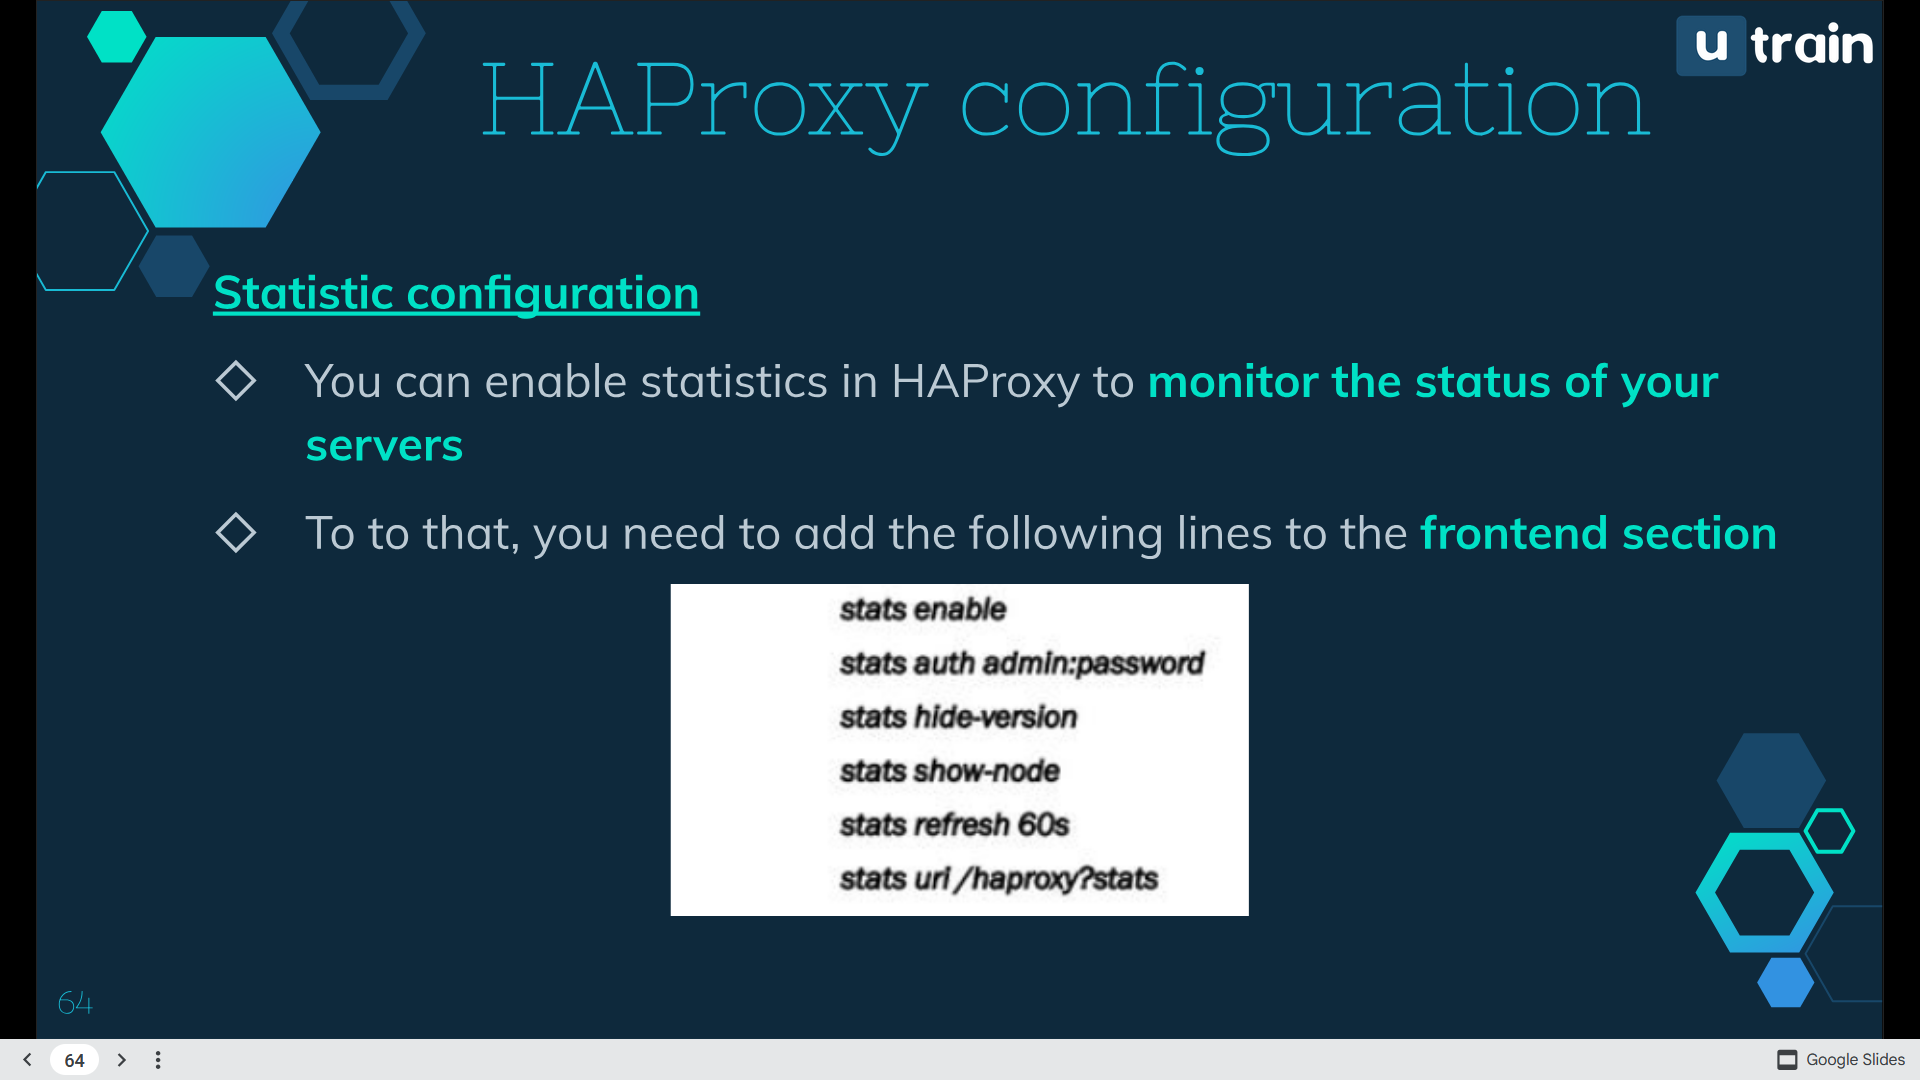 u train
HAProxy configuration
Statistic configuration
You can enable statistics in HAProxy to monitor the status of your
servers
To to that, you need to add the following lines to the frontend section
stats enable
stats auth admin:password
stats hide-version
stats show-node
stats refresh 60s
stats uri /haproxy?stats
64
64
Google Slides